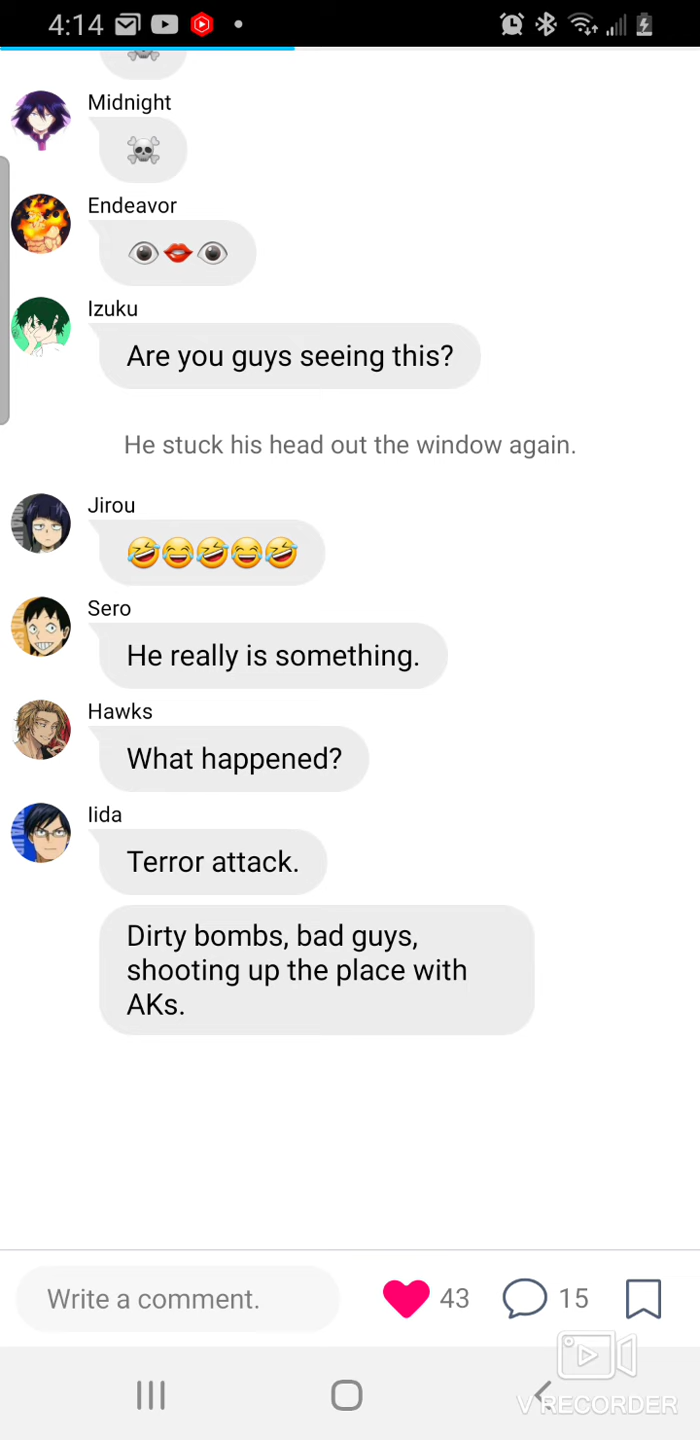 4:14
Midnight
☠️
Endeavor
👁️👄👁️
Izuku
Are you guys seeing this?
He stuck his head out the window again.
Jirou
🤣😂🤣😂🤣
Sero
He really is something.
Hawks
What happened?
Iida
Terror attack.
Dirty bombs, bad guys,
shooting up the place with
AKs.
Write a comment.
43
15
V RECORDER